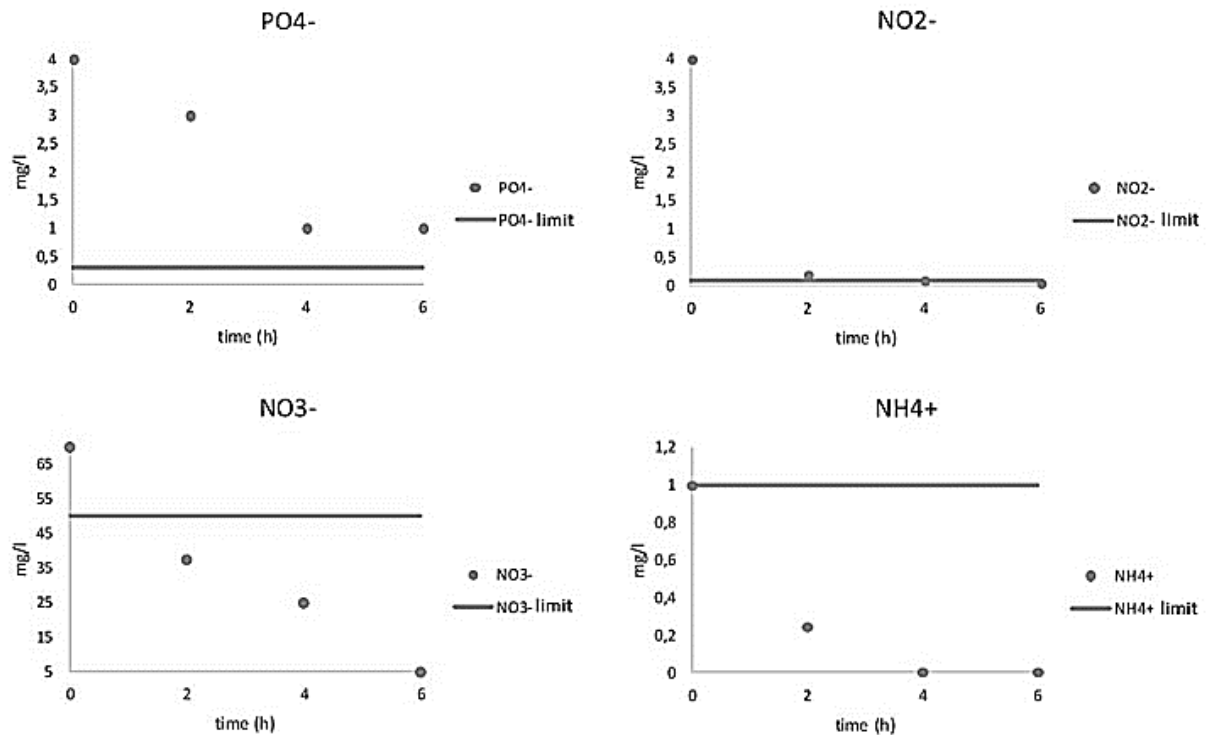 PO4-
4
3,5
3
2,5
2
1,5
1
0,5
0
mg/l
0 2 4 6
time (h)
PO4-
PO4- limit
NO2-
4
3,5
3
2,5
2
1,5
1
0,5
0
mg/l
0 2 4 6
time (h)
NO2-
NO2- limit
NO3-
65
55
45
35
25
15
5
mg/l
0 2 4 6
time (h)
NO3-
NO3- limit
NH4+
1,2
1
0,8
0,6
0,4
0,2
0
mg/l
0 2 4 6
time (h)
NH4+
NH4+ limit